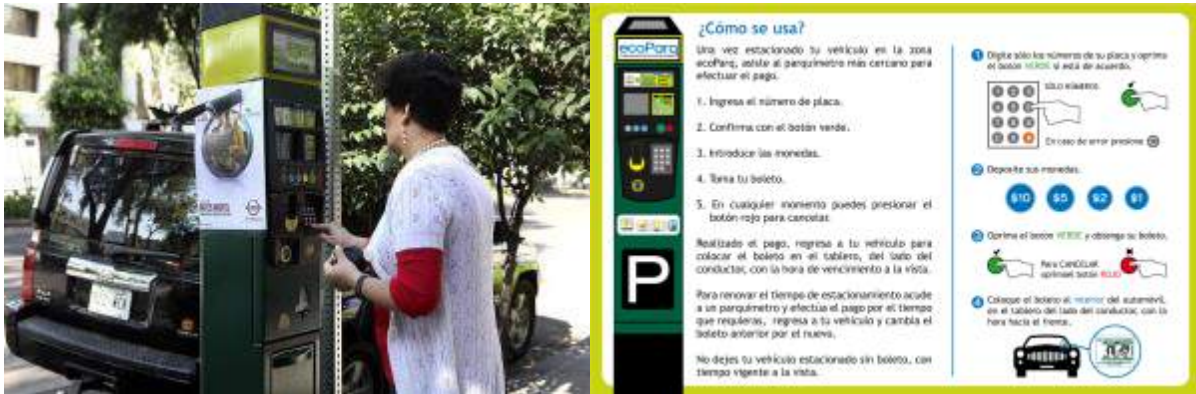 ¿Cómo se usa?
Una vez estacionado tu vehículo en la zona
ecoParq, asiste al parquímetro más cercano para
efectuar el pago.
1. Ingresa el número de placa.
2. Confirma con el botón verde.
3. Introduce las monedas.
4. Toma tu boleto.
5. En cualquier momento puedes presionar el
botón rojo para cancelar.
Realizado el pago, regresa a tu vehículo para
colocar el boleto en el tablero, del lado del
conductor, con la hora de vencimiento a la vista.
Para renovar el tiempo de estacionamiento acude
a un parquímetro y efectúa el pago por el tiempo
que requieras, regresa a tu vehículo y cambia el
boleto anterior por el nuevo.
No dejes tu vehículo estacionado sin boleto, con
tiempo vigente a la vista.
ecoParq
P
1 Digite sólo los números de su placa y oprima
el botón VERDE si está de acuerdo.
SÓLO NÚMEROS
En caso de error presione
2 Deposite sus monedas.
$10 $5 $2 $1
3 Oprima el botón VERDE y obtenga su boleto.
Para CANCELAR
oprima el botón ROJO
4 Coloque el boleto al interior del automóvil,
en el tablero del lado del conductor, con la
hora hacia el frente.